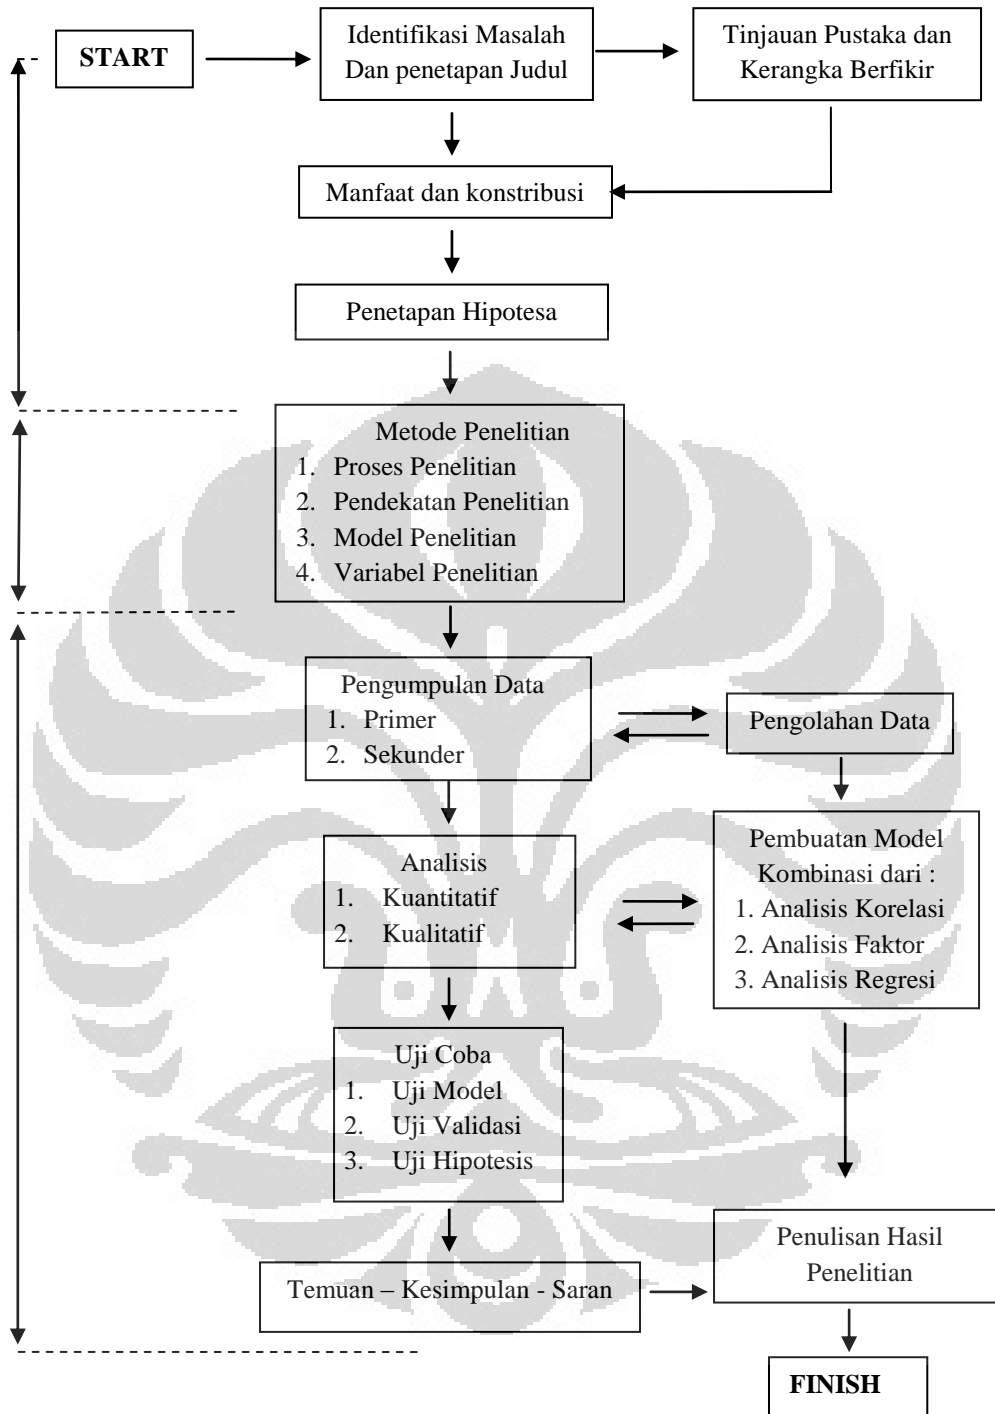 START
Identifikasi Masalah
Dan penetapan Judul
Tinjauan Pustaka dan
Kerangka Berfikir
Manfaat dan konstribusi
Penetapan Hipotesa
Metode Penelitian
1. Proses Penelitian
2. Pendekatan Penelitian
3. Model Penelitian
4. Variabel Penelitian
Pengumpulan Data
1. Primer
2. Sekunder
Pengolahan Data
Analisis
1. Kuantitatif
2. Kualitatif
Pembuatan Model
Kombinasi dari :
1. Analisis Korelasi
2. Analisis Faktor
3. Analisis Regresi
Uji Coba
1. Uji Model
2. Uji Validasi
3. Uji Hipotesis
Temuan – Kesimpulan - Saran
Penulisan Hasil
Penelitian
FINISH